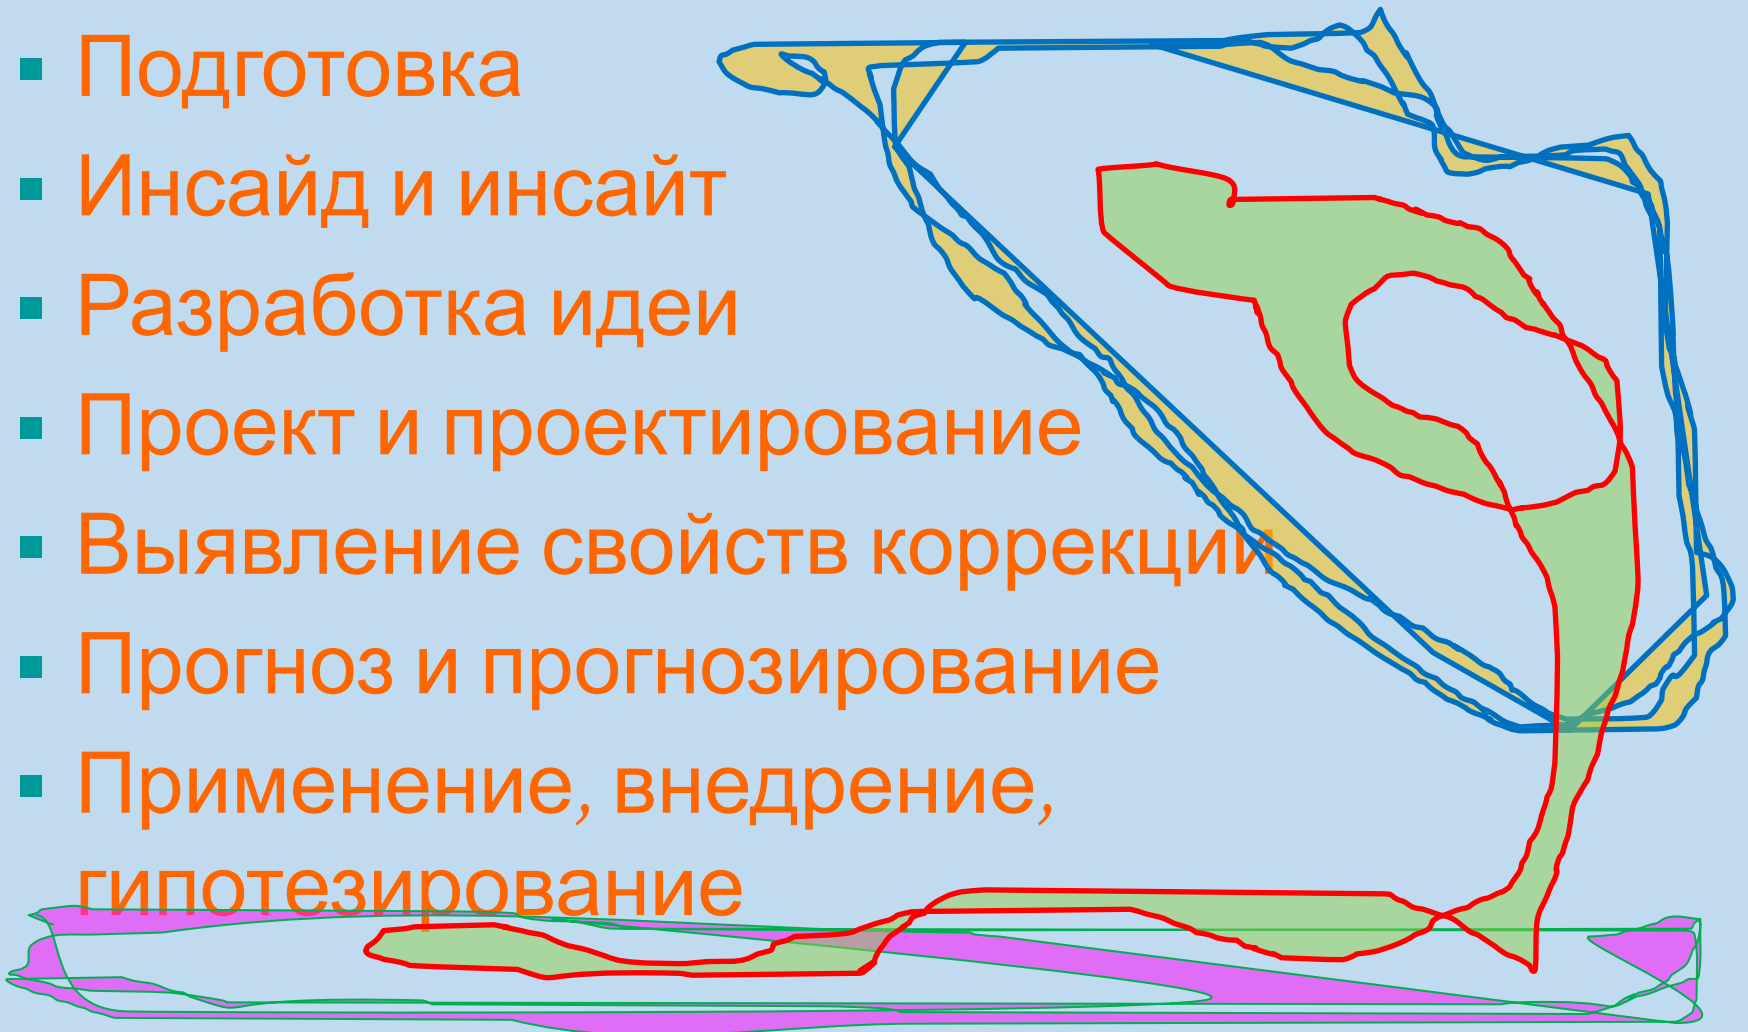 Подготовка
Инсайд и инсайт
Разработка идеи
Проект и проектирование
Выявление свойств коррекции
Прогноз и прогнозирование
Применение, внедрение,
гипотезирование